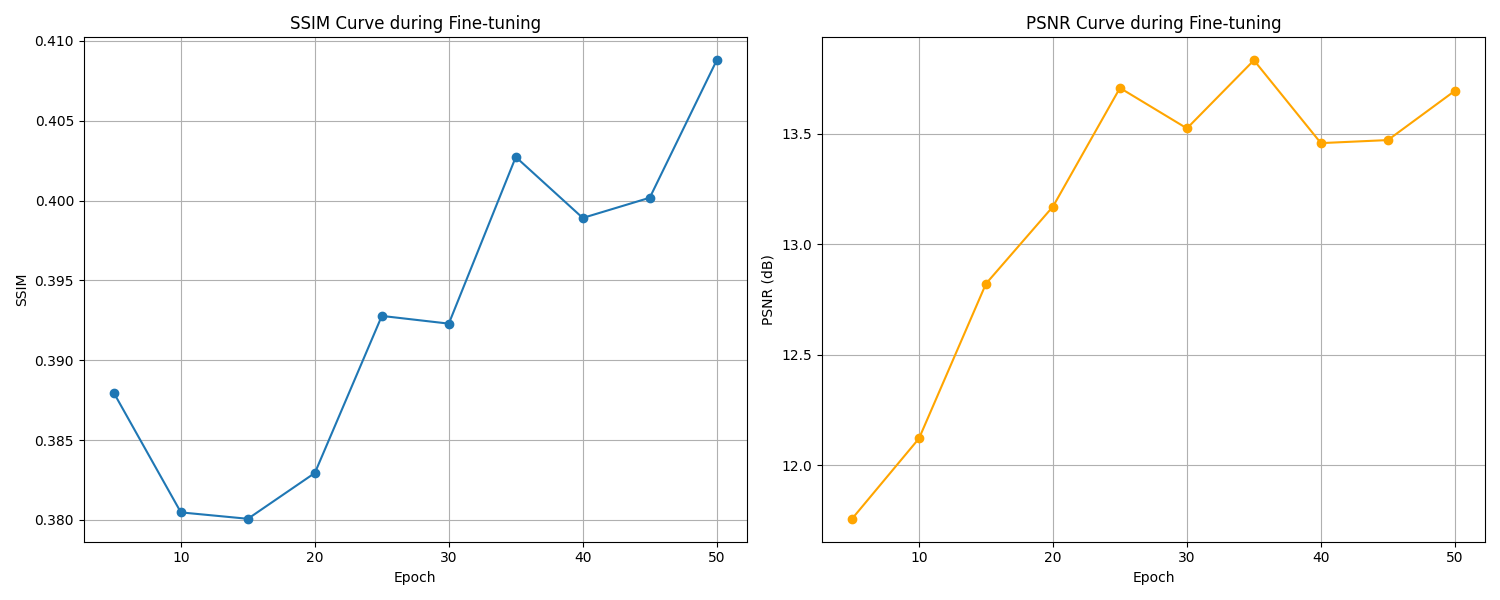 SSIM Curve during Fine-tuning
0.410
0.405
0.400
0.395
0.390
0.385
0.380
SSIM
10 20 30 40 50
Epoch
PSNR Curve during Fine-tuning
13.5
13.0
12.5
12.0
PSNR (dB)
10 20 30 40 50
Epoch